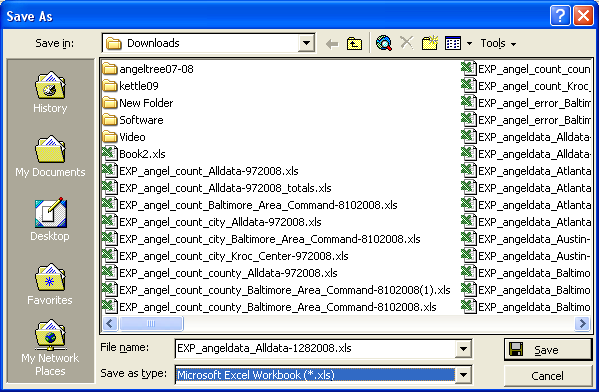 Save As
Save in: Downloads Tools
History
My Documents
Desktop
Favorites
My Network
Places
angeltree07-08
kettle09
New Folder
Software
Video
Book2.xls
EXP_angel_count_Alldata-972008.xls
EXP_angel_count_Alldata-972008_totals.xls
EXP_angel_count_Baltimore_Area_Command-8102008.xls
EXP_angel_count_city_Alldata-972008.xls
EXP_angel_count_city_Baltimore_Area_Command-8102008.xls
EXP_angel_count_city_Kroc_Center-972008.xls
EXP_angel_count_county_Alldata-972008.xls
EXP_angel_count_county_Baltimore_Area_Command-8102008(1).xls
EXP_angel_count_county_Baltimore_Area_Command-8102008.xls
EXP_angel_count_coun
EXP_angel_count_Kroc_
EXP_angel_error_Baltim
EXP_angel_error_Baltim
EXP_angeldata_Alldata-
EXP_angeldata_Alldata-
EXP_angeldata_Atlanta
EXP_angeldata_Atlanta
EXP_angeldata_Atlanta
EXP_angeldata_Atlanta
EXP_angeldata_Austin-
EXP_angeldata_Austin-
EXP_angeldata_Baltimo
EXP_angeldata_Baltimo
EXP_angeldata_Baltimo
File name: EXP_angeldata_Alldata-1282008.xls Save
Save as type: Microsoft Excel Workbook (*.xls) Cancel